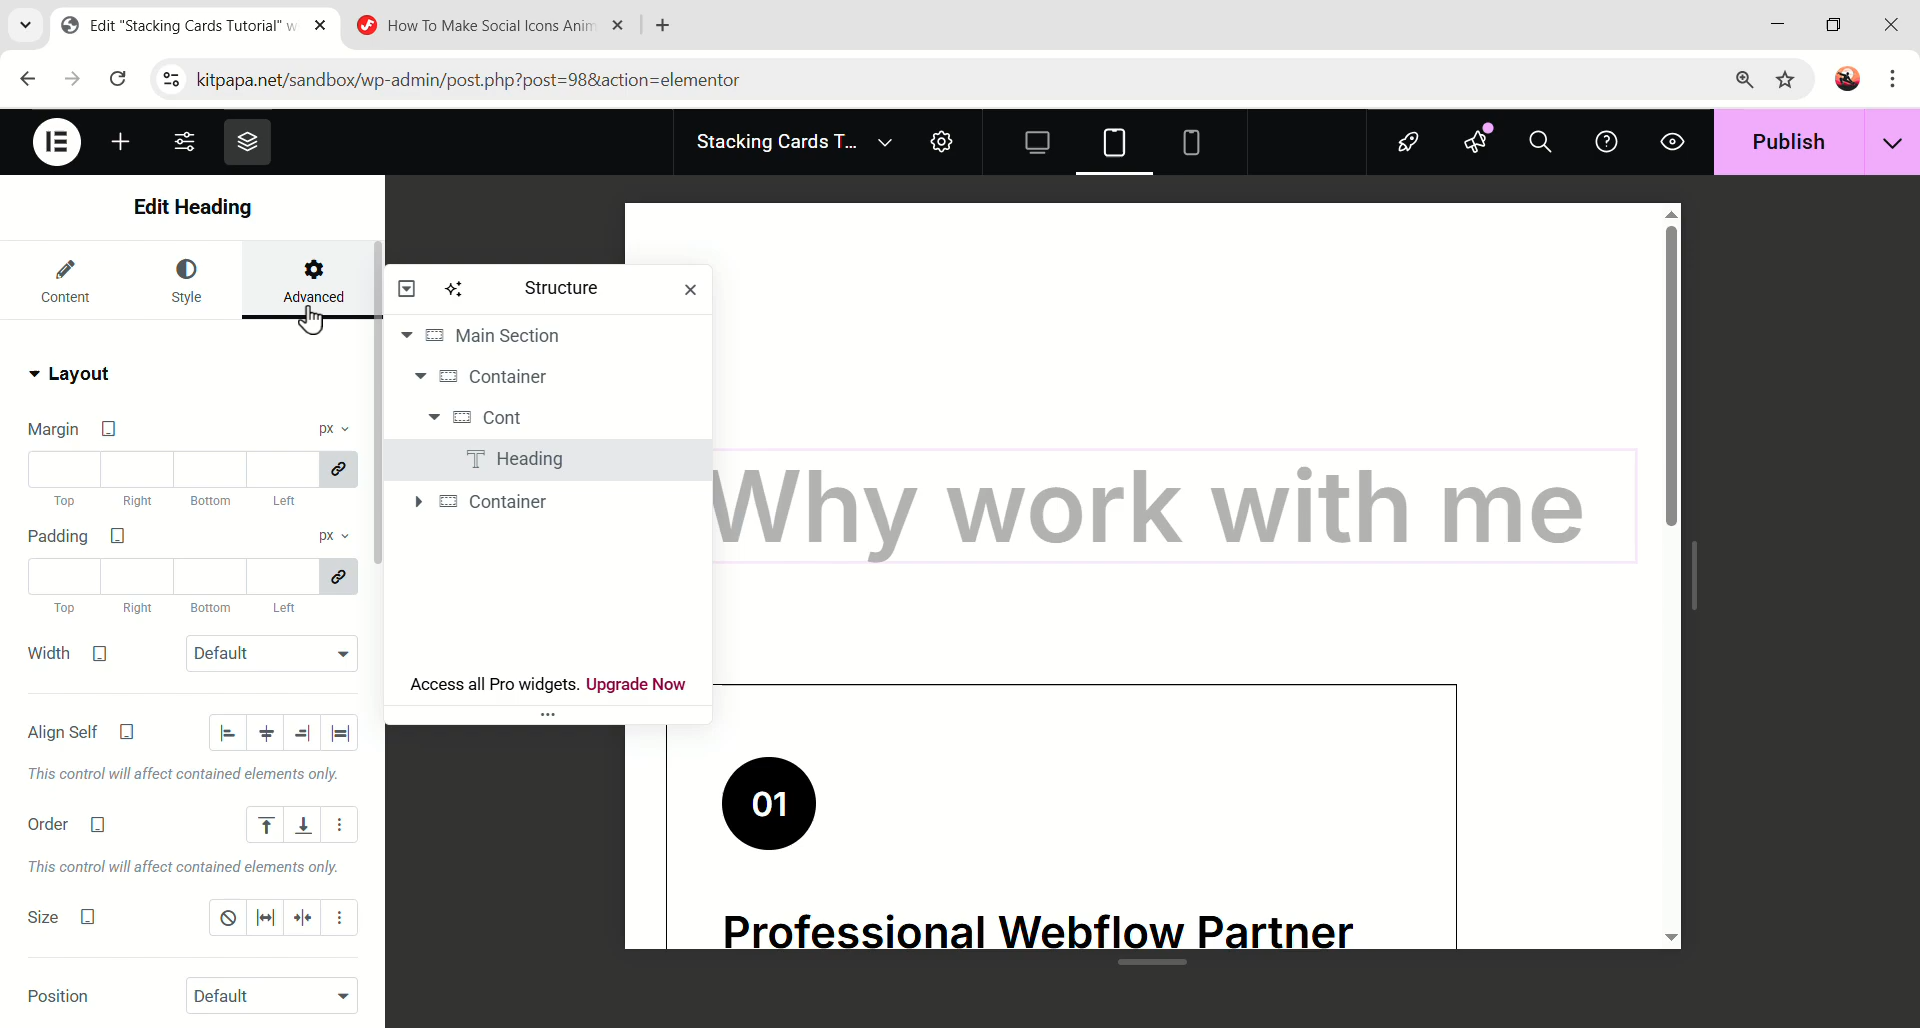 Edit "Stacking Cards Tutorial" w
How To Make Social Icons Anim
kitpapa.net/sandbox/wp-admin/post.php?post=98&action=elementor
Stacking Cards T...
Publish
Edit Heading
Content
Style
Advanced
Layout
Margin
px
Top
Right
Bottom
Left
Padding
px
Top
Right
Bottom
Left
Width
Default
Align Self
This control will affect contained elements only.
Order
This control will affect contained elements only.
Size
Position
Default
Structure
Main Section
Container
Cont
Heading
Container
Access all Pro widgets. Upgrade Now
Why work with me
01
Professional Webflow Partner